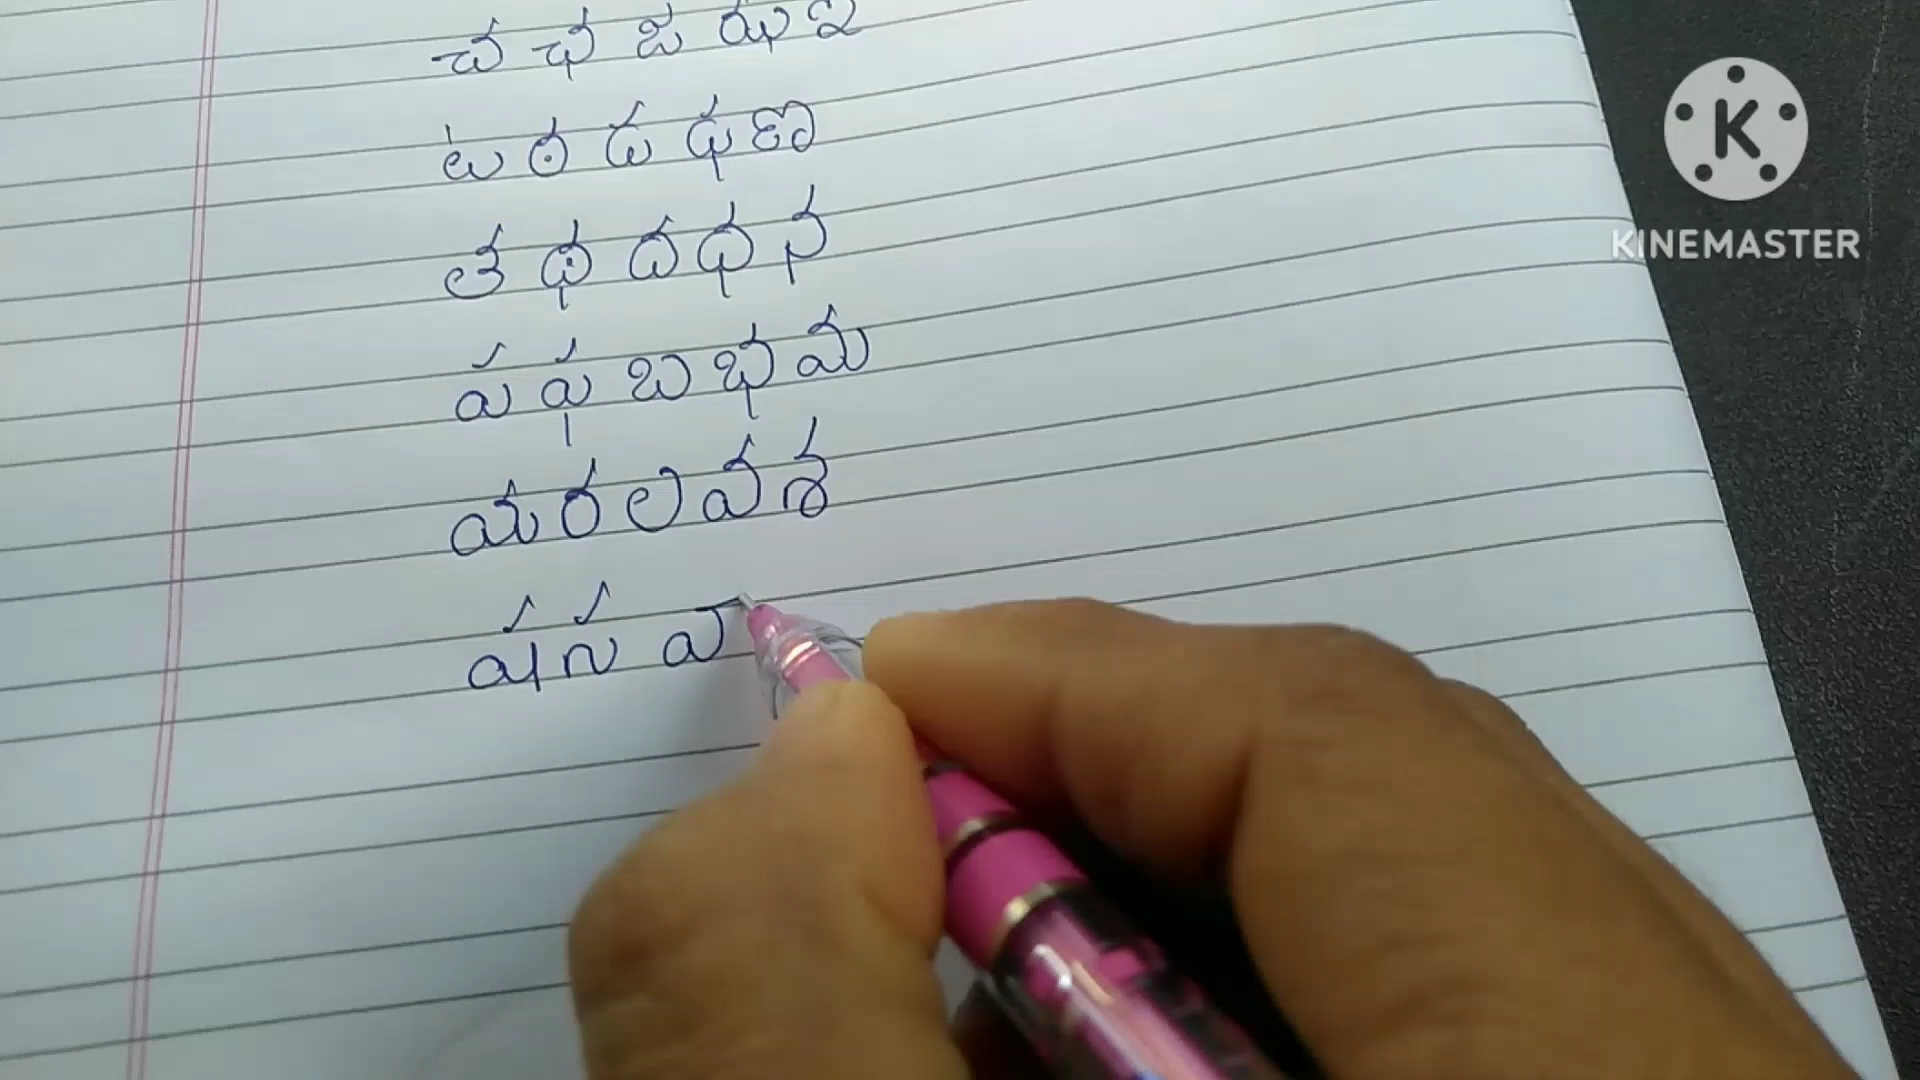 ಚ ಛ ಜ ಝ ಞ
ಟ ಠ ಡ ಢ ಣ
ತ ಥ ದ ಧ ನ
ಪ ಫ ಬ ಭ ಮ
ಯ ರ ಲ ವ ಶ
ಷ ಸ
K
KINEMASTER